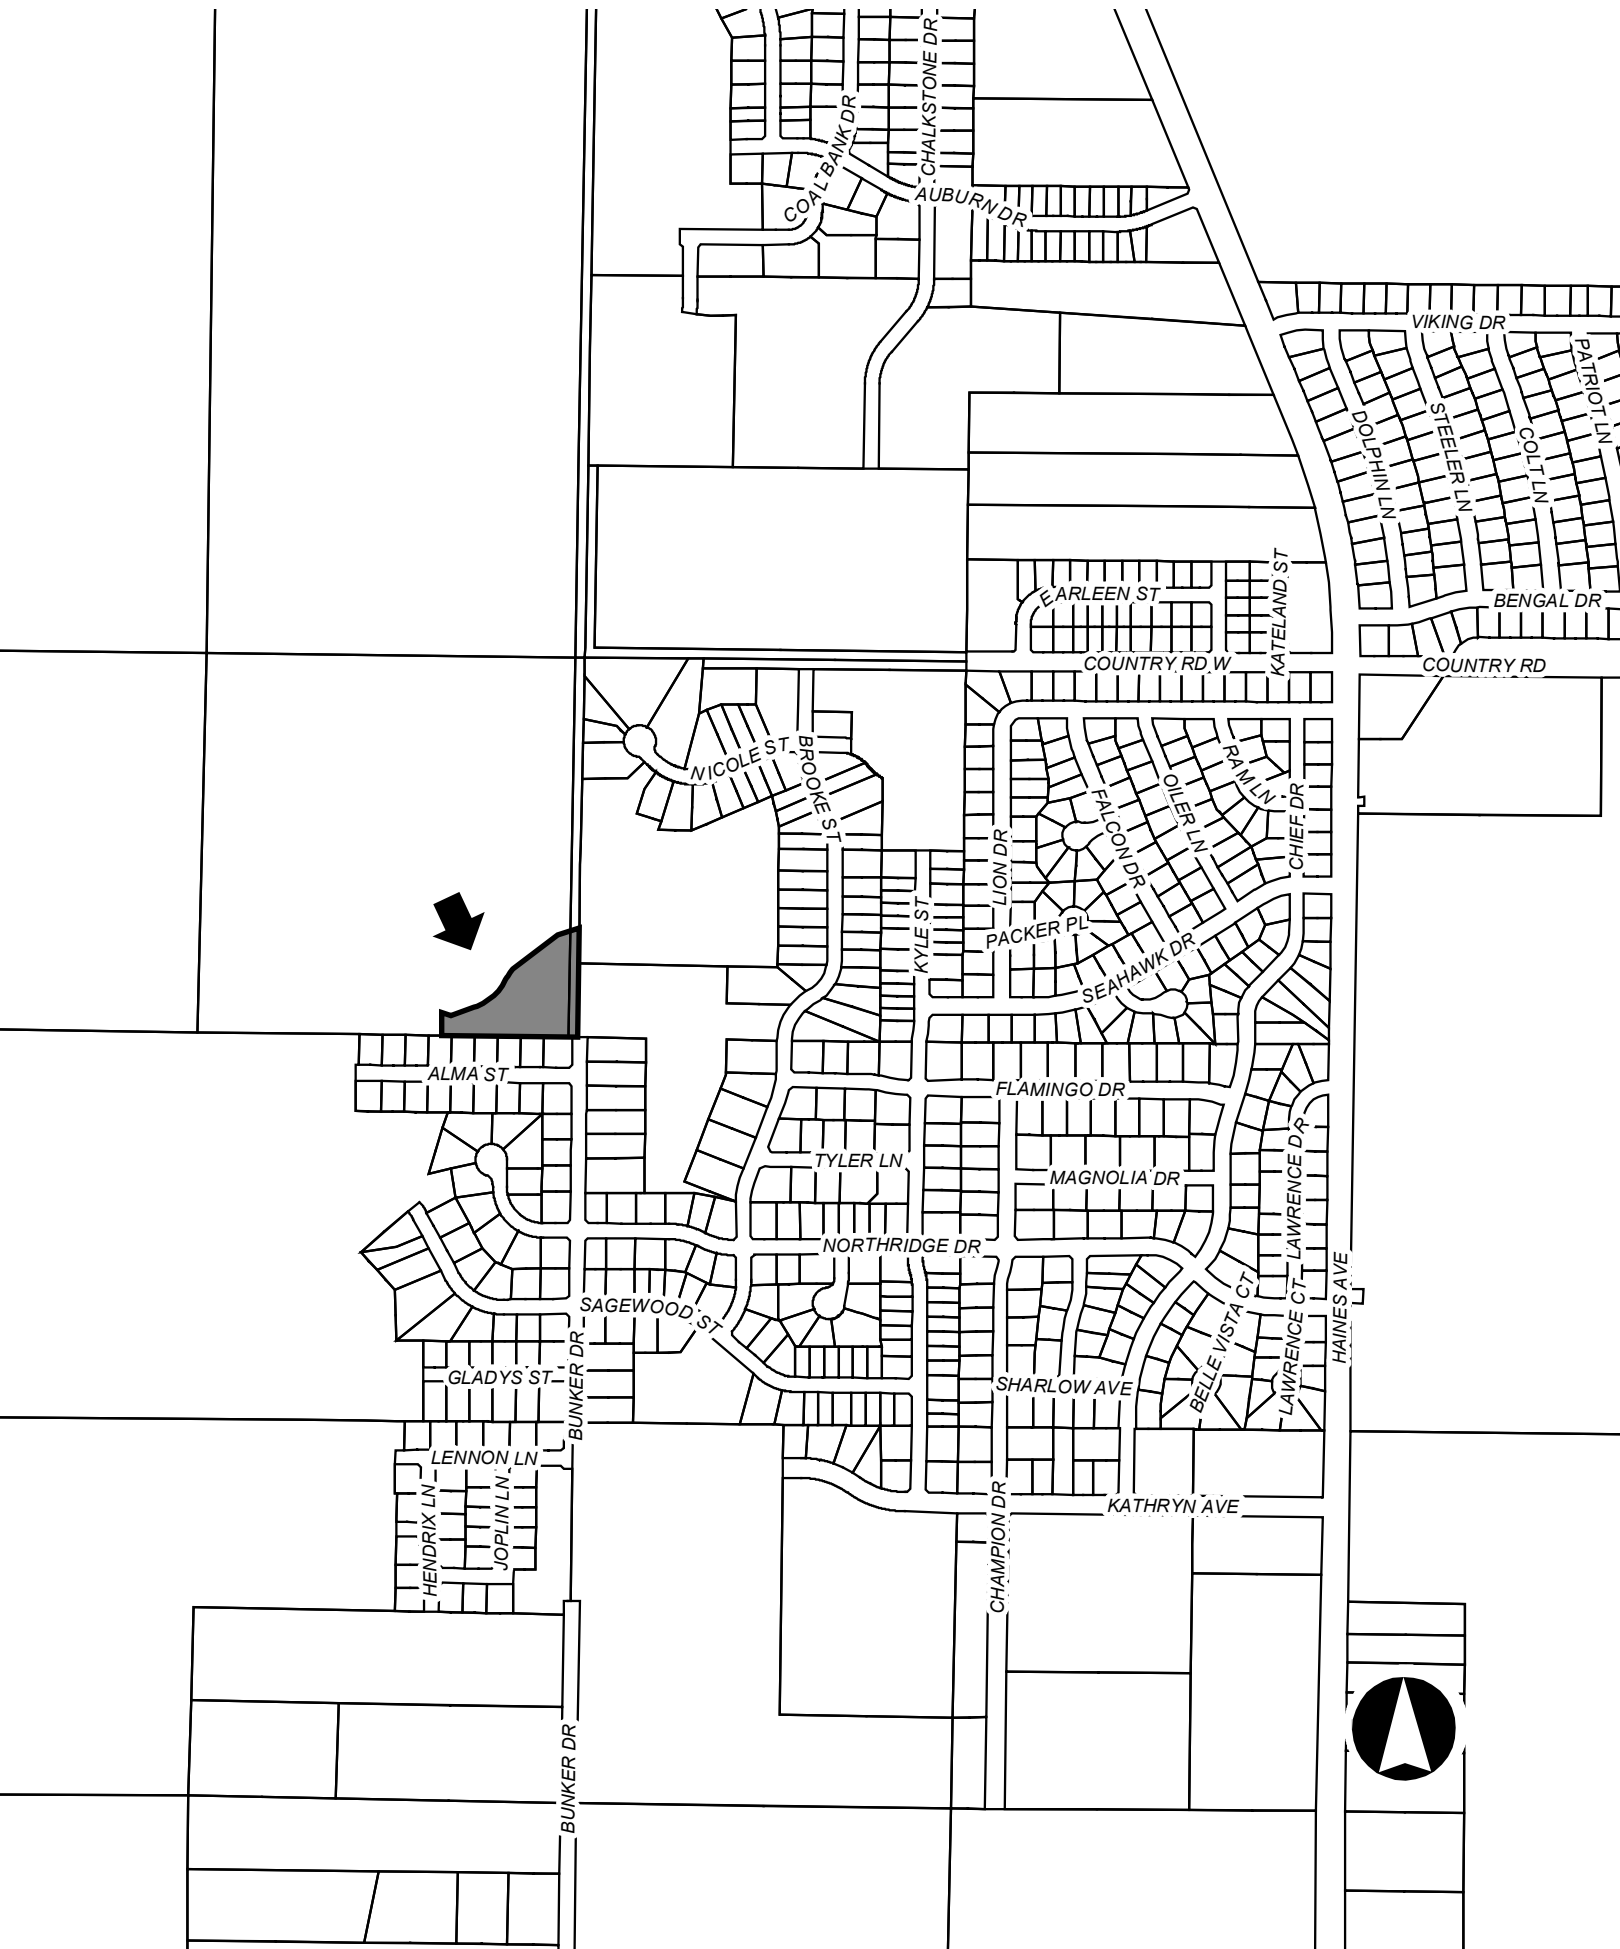 CHALKSTONE DR
COAL BANK DR
AUBURN DR
VIKING DR
PATRIOT LN
DOLPHIN LN
STEELER LN
COLT LN
EARLEEN ST
KATELAND ST
BENGAL DR
COUNTRY RD W
COUNTRY RD
NICOLE ST
BROOKE ST
RAM LN
OILER LN
FALCON DR
CHIEF DR
LION DR
KYLE ST
PACKER PL
SEAHAWK DR
ALMA ST
FLAMINGO DR
LAWRENCE DR
TYLER LN
MAGNOLIA DR
NORTHRIDGE DR
SAGEWOOD ST
BELLE VISTA CT
LAWRENCE CT
HAINES AVE
BUNKER DR
GLADYS ST
SHARLOW AVE
LENNON LN
HENDRIX LN
JOPLIN LN
CHAMPION DR
KATHRYN AVE
BUNKER DR